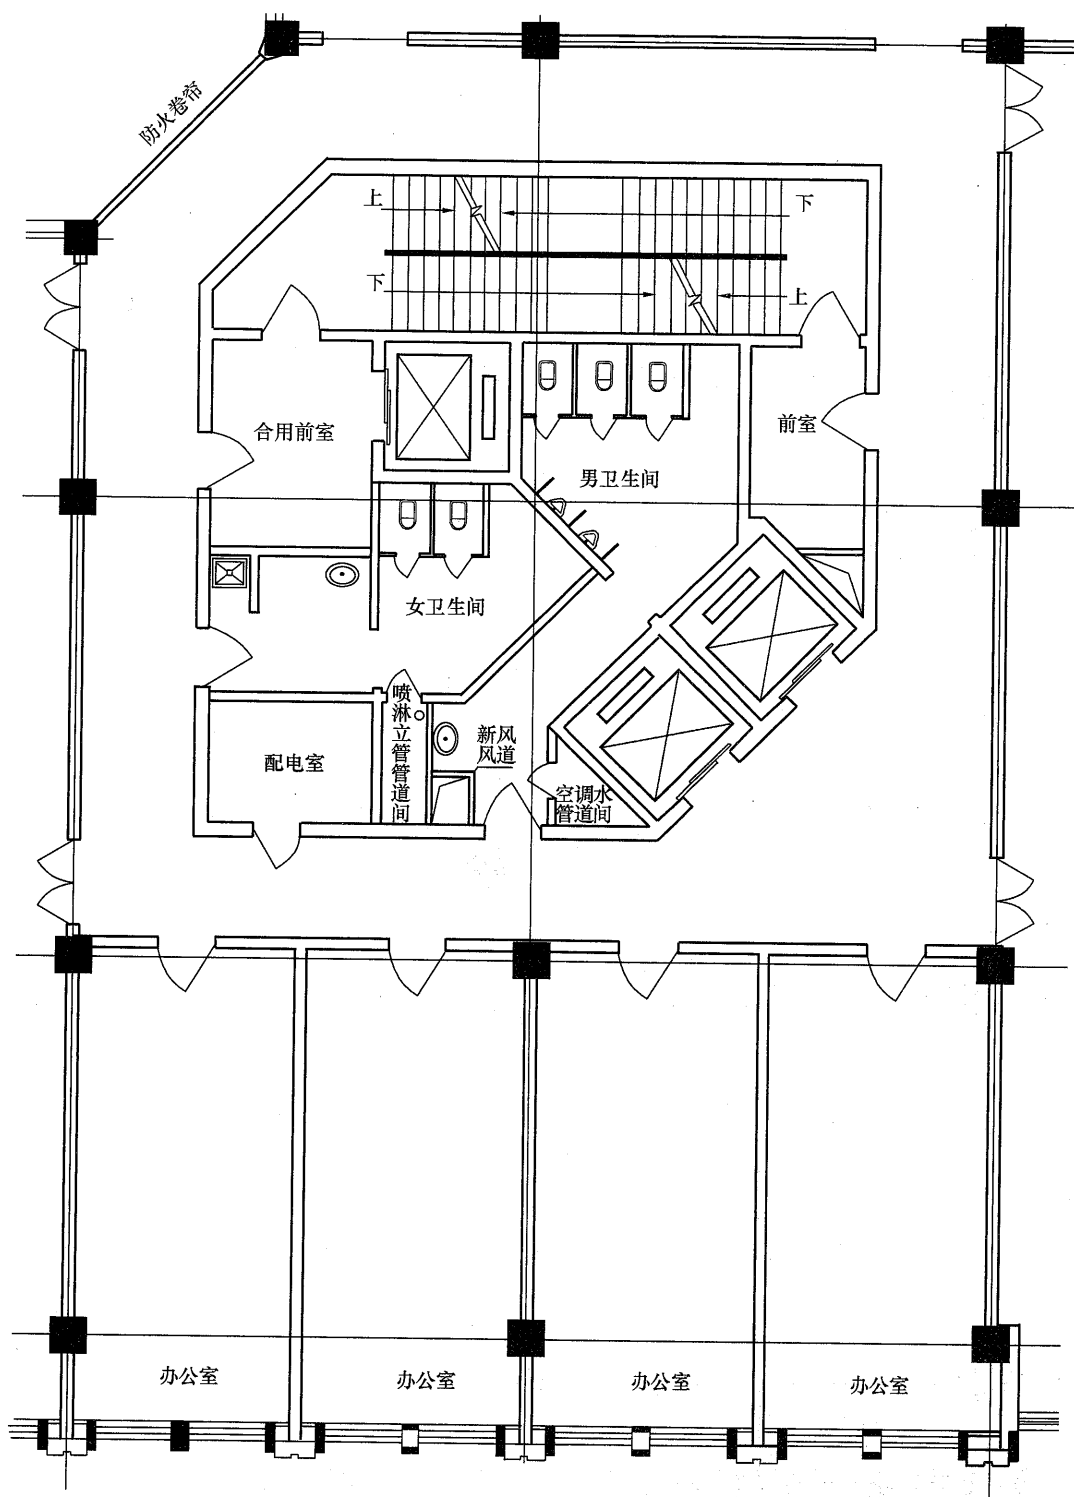 防火卷帘
上
下
下
上
合用前室
前室
男卫生间
女卫生间
喷淋立管管道间
新风
风道
配电室
空调水
管道间
办公室
办公室
办公室
办公室